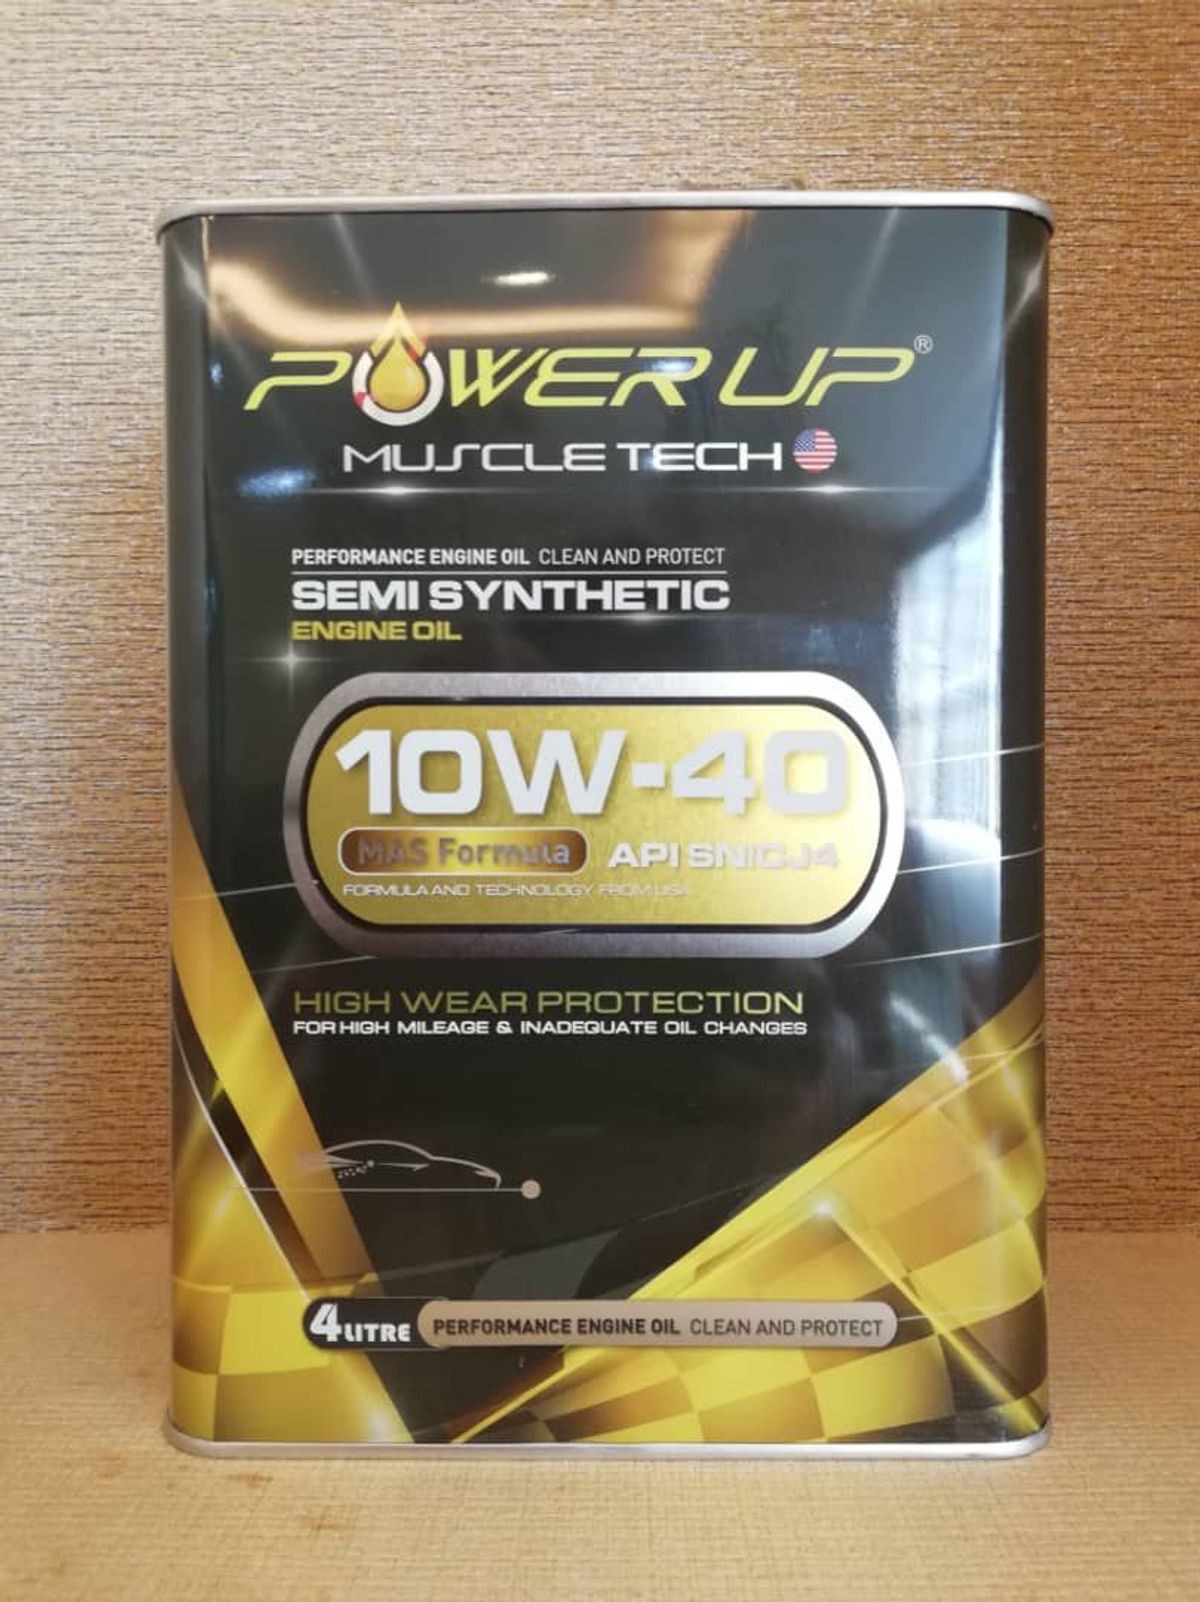 POWER UP®
MUSCLE TECH
PERFORMANCE ENGINE OIL CLEAN AND PROTECT
SEMI SYNTHETIC
ENGINE OIL
10W-40
MAS Formula API SN/CJ4
FORMULA AND TECHNOLOGY FROM USA
HIGH WEAR PROTECTION
FOR HIGH MILEAGE & INADEQUATE OIL CHANGES
4 LITRE PERFORMANCE ENGINE OIL CLEAN AND PROTECT